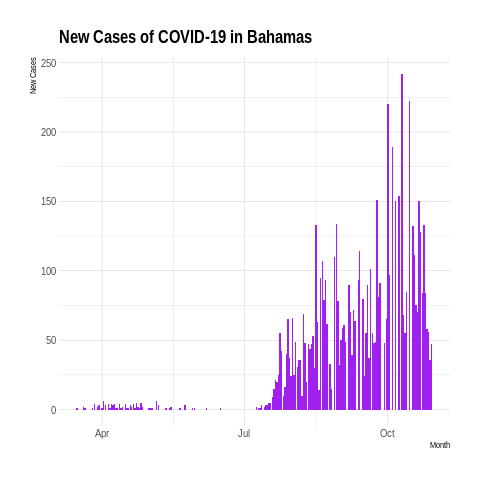 New Cases of COVID-19 in Bahamas
New Cases
250
200
150
100
50
0
Apr
Jul
Oct
Month